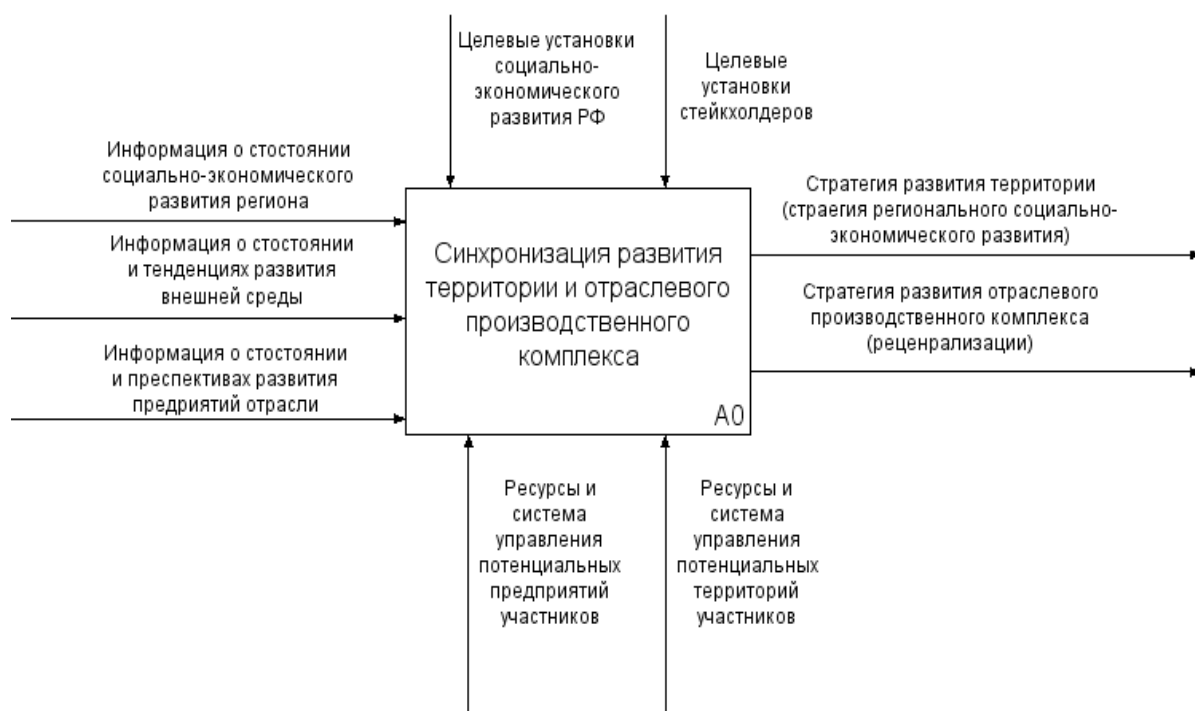 Целевые установки
социально-
экономического
развития РФ
Целевые
установки
стейкхолдеров
Информация о стостоянии
социально-экономического
развития региона
Информация о стостоянии
и тенденциях развития
внешней среды
Информация о стостоянии
и преспективах развития
предприятий отрасли
Синхронизация развития
территории и отраслевого
производственного
комплекса
A0
Стратегия развития территории
(страегия регионального социально-
экономического развития)
Стратегия развития отраслевого
производственного комплекса
(реценрализации)
Ресурсы и
система
управления
потенциальных
предприятий
участников
Ресурсы и
система
управления
потенциальных
территорий
участников